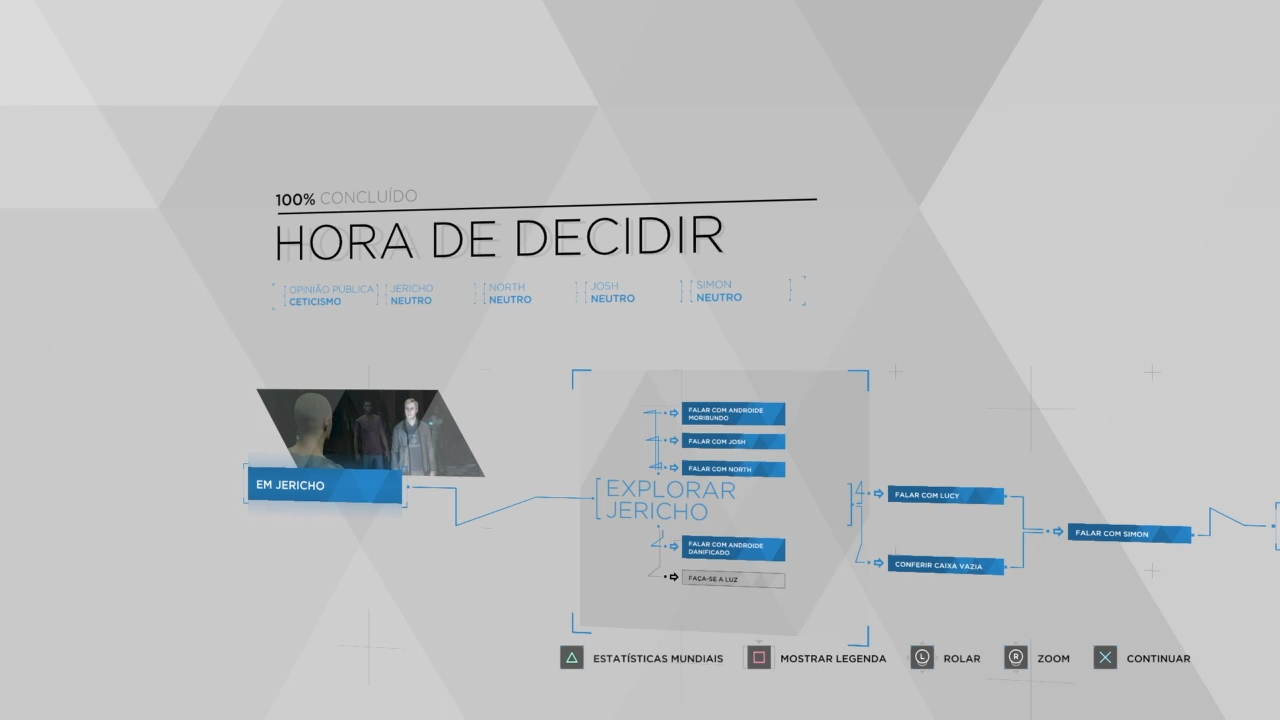 100% CONCLUÍDO
HORA DE DECIDIR
OPINIÃO PÚBLICA JERICHO NORTH JOSH SIMON
CETICISMO NEUTRO NEUTRO NEUTRO NEUTRO
EM JERICHO
FALAR COM ANDROIDE
MORIBUNDO
FALAR COM JOSH
FALAR COM NORTH
EXPLORAR
JERICHO
FALAR COM ANDROIDE
DANIFICADO
FAÇA-SE A LUZ
FALAR COM LUCY
CONFERIR CAIXA VAZIA
FALAR COM SIMON
ESTATÍSTICAS MUNDIAIS MOSTRAR LEGENDA L ROLAR R ZOOM CONTINUAR